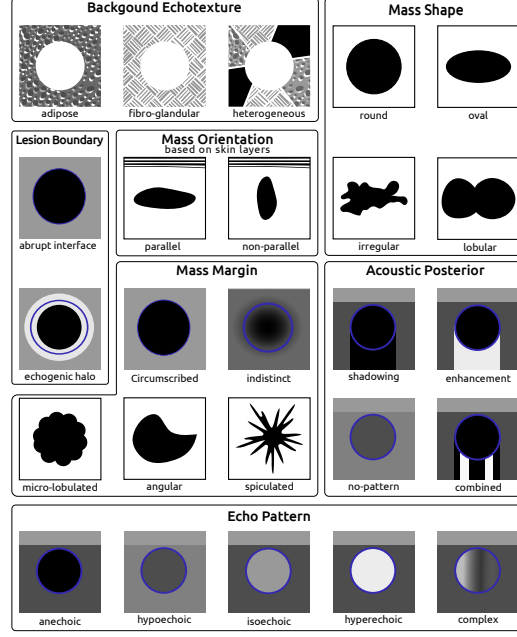 Backgound Echotexture
adipose
fibro-glandular
heterogeneous
Mass Shape
round
oval
irregular
lobular
Lesion Boundary
abrupt interface
echogenic halo
Mass Orientation
based on skin layers
parallel
non-parallel
Mass Margin
Circumscribed
indistinct
micro-lobulated
angular
spiculated
Acoustic Posterior
shadowing
enhancement
no-pattern
combined
Echo Pattern
anechoic
hypoechoic
isoechoic
hyperechoic
complex